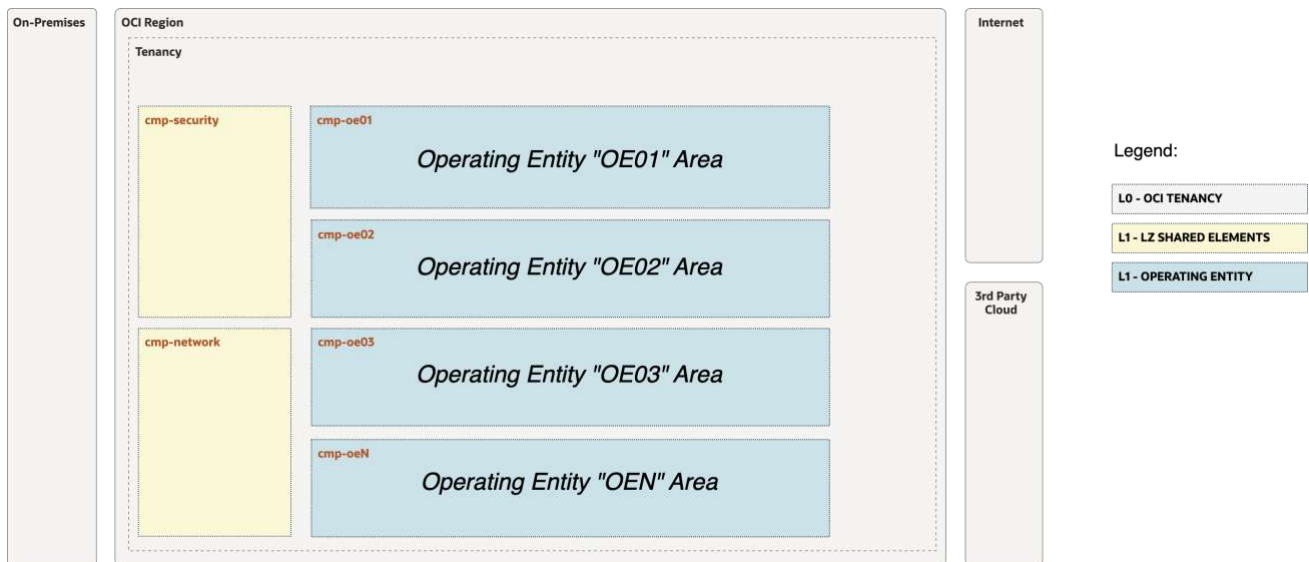 On-Premises
OCI Region
Tenancy
cmp-security
cmp-oe01
Operating Entity "OE01" Area
cmp-oe02
Operating Entity "OE02" Area
cmp-network
cmp-oe03
Operating Entity "OE03" Area
cmp-oeN
Operating Entity "OEN" Area
Internet
3rd Party
Cloud
Legend:
L0 - OCI TENANCY
L1 - LZ SHARED ELEMENTS
L1 - OPERATING ENTITY